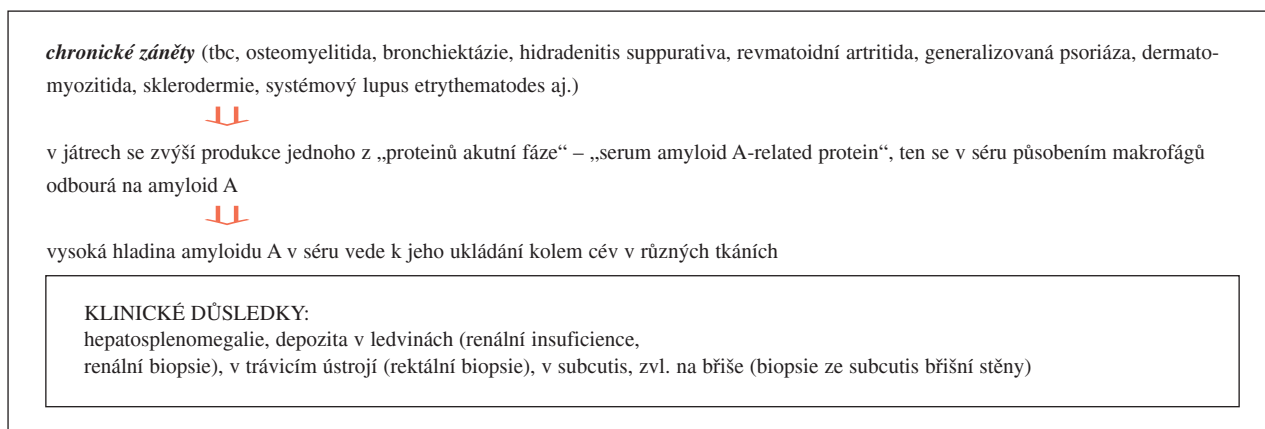 chronické záněty (tbc, osteomyelitida, bronchiektázie, hidradenitis suppurativa, revmatoidní artritida, generalizovaná psoriáza, dermato-
myozitida, sklerodermie, systémový lupus etrythematodes aj.)
v játrech se zvýší produkce jednoho z „proteinů akutní fáze“ – „serum amyloid A-related protein“, ten se v séru působením makrofágů
odbourá na amyloid A
vysoká hladina amyloidu A v séru vede k jeho ukládání kolem cév v různých tkáních
KLINICKÉ DŮSLEDKY:
hepatosplenomegalie, depozita v ledvinách (renální insuficience,
renální biopsie), v trávicím ústrojí (rektální biopsie), v subcutis, zvl. na břiše (biopsie ze subcutis břišní stěny)